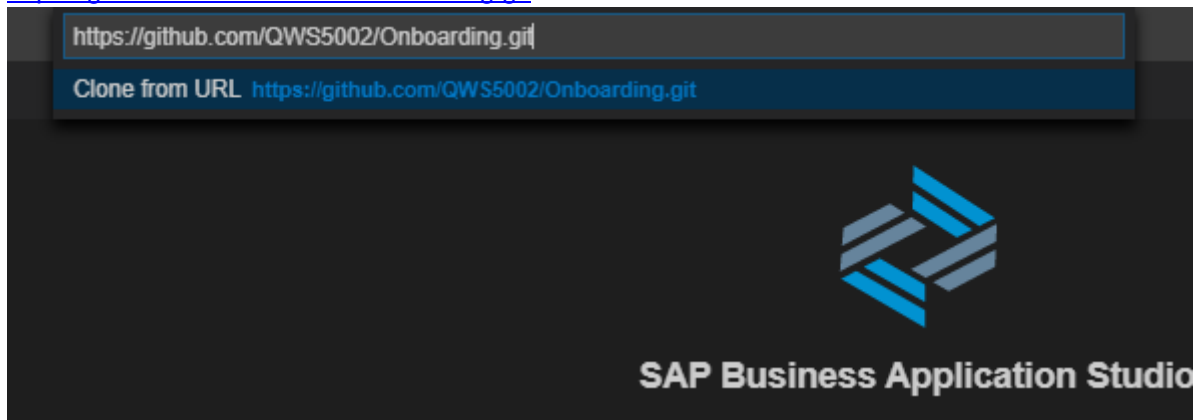 https://github.com/QWS5002/Onboarding.git
Clone from URL https://github.com/QWS5002/Onboarding.git
SAP Business Application Studio